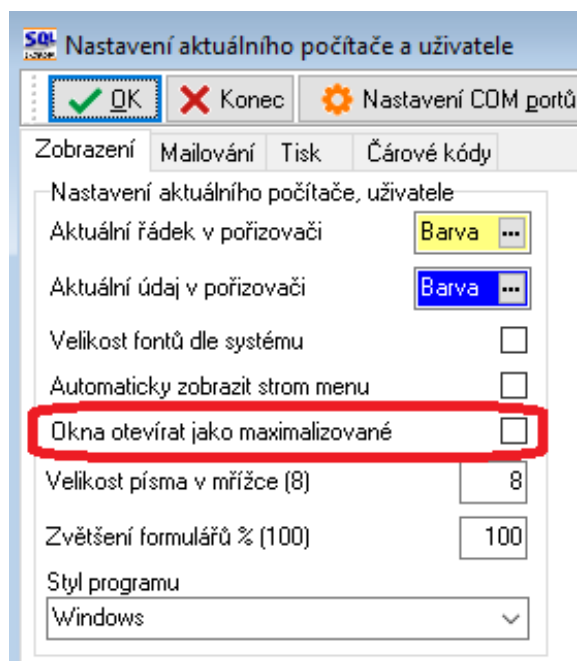 SQL
Nastavení aktuálního počítače a uživatele
OK Konec Nastavení COM portů
Zobrazení Mailování Tisk Čárové kódy
Nastavení aktuálního počítače, uživatele
Aktuální řádek v pořizovači Barva ...
Aktuální údaj v pořizovači Barva ...
Velikost fontů dle systému
Automaticky zobrazit strom menu
Okna otevírat jako maximalizované
Velikost písma v mřížce (8) 8
Zvětšení formulářů % (100) 100
Styl programu
Windows